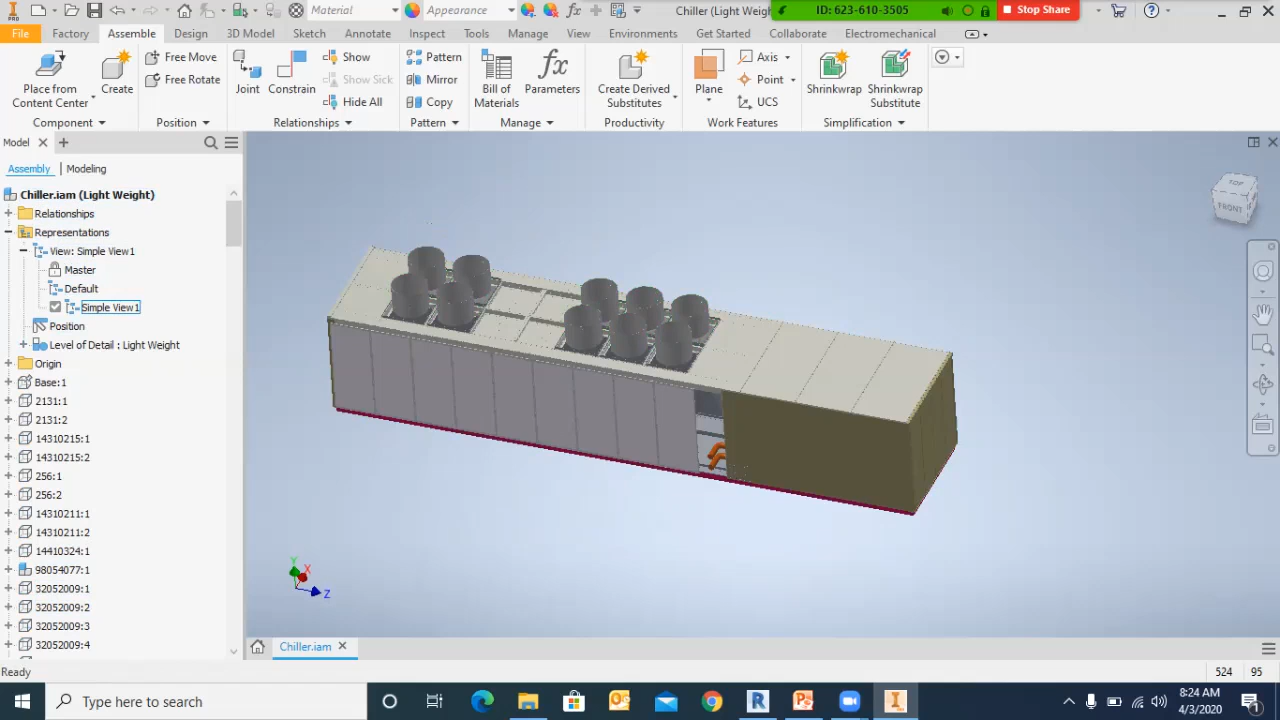 PRO
Material
Appearance
fx
Chiller (Light Weigh
ID: 623-610-3505
Stop Share
File
Factory
Assemble
Design
3D Model
Sketch
Annotate
Inspect
Tools
Manage
View
Environments
Get Started
Collaborate
Electromechanical
Place from
Content Center
Create
Free Move
Free Rotate
Joint
Constrain
Show
Show Sick
Hide All
Pattern
Mirror
Copy
Bill of
Materials
fx
Parameters
Create Derived
Substitutes
Plane
Axis
Point
UCS
Shrinkwrap
Shrinkwrap
Substitute
Component
Position
Relationships
Pattern
Manage
Productivity
Work Features
Simplification
Model
Assembly
Modeling
Chiller.iam (Light Weight)
Relationships
Representations
View: Simple View1
Master
Default
Simple View1
Position
Level of Detail : Light Weight
Origin
Base:1
2131:1
2131:2
14310215:1
14310215:2
256:1
256:2
14310211:1
14310211:2
14410324:1
98054077:1
32052009:1
32052009:2
32052009:3
32052009:4
TOP
FRONT
Y
X
Z
Chiller.iam
Ready
524
95
Type here to search
8:24 AM
4/3/2020